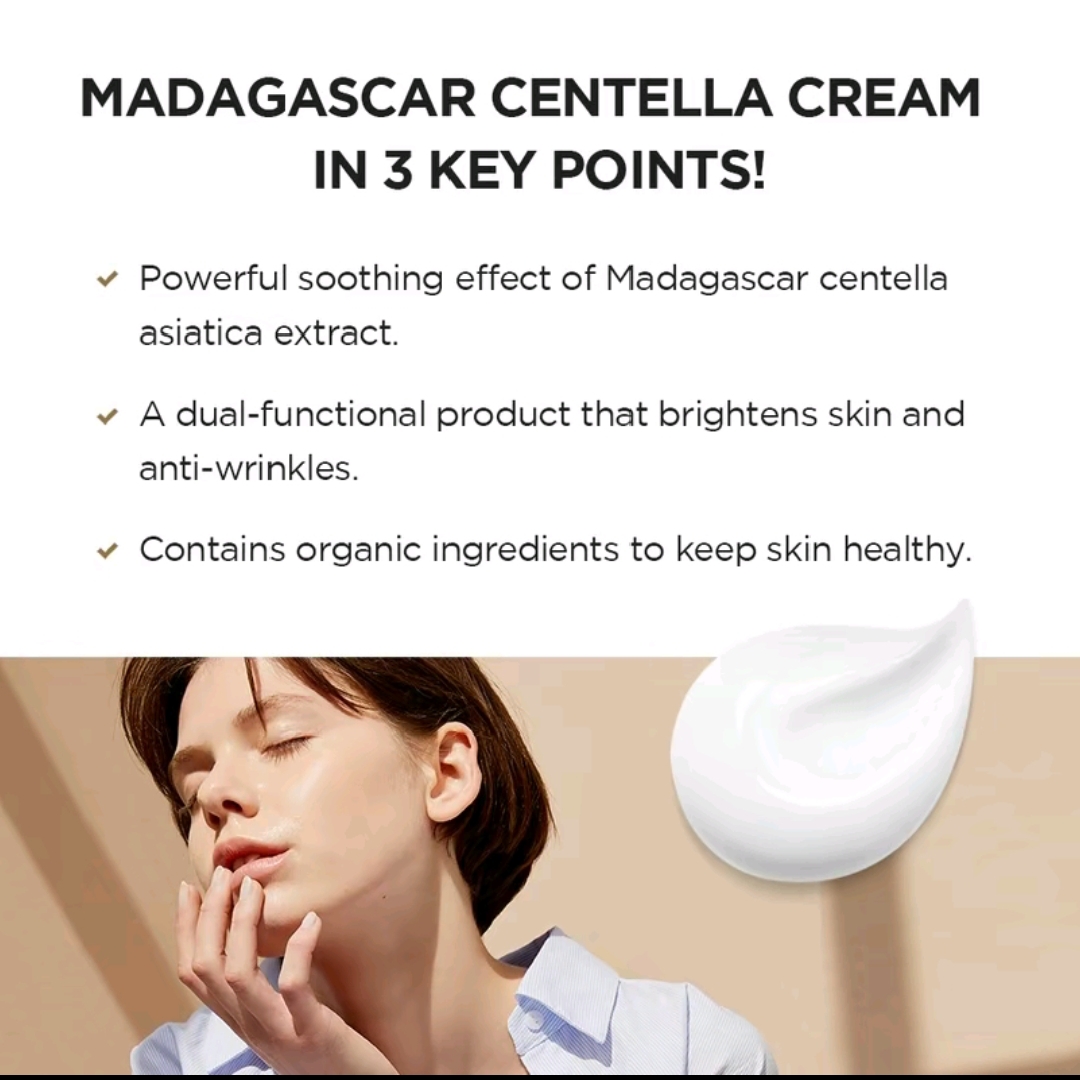 MADAGASCAR CENTELLA CREAM
IN 3 KEY POINTS!
Powerful soothing effect of Madagascar centella
asiatica extract.
A dual-functional product that brightens skin and
anti-wrinkles.
Contains organic ingredients to keep skin healthy.